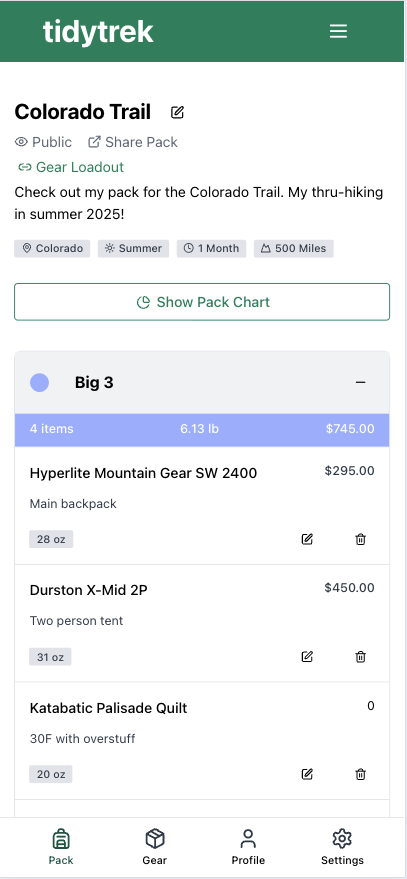 tidytrek
Colorado Trail
Public Share Pack
Gear Loadout
Check out my pack for the Colorado Trail. My thru-hiking
in summer 2025!
Colorado Summer 1 Month 500 Miles
Show Pack Chart
Big 3
4 items 6.13 lb $745.00
Hyperlite Mountain Gear SW 2400 $295.00
Main backpack
28 oz
Durston X-Mid 2P $450.00
Two person tent
31 oz
Katabatic Palisade Quilt 0
30F with overstuff
20 oz
Pack Gear Profile Settings